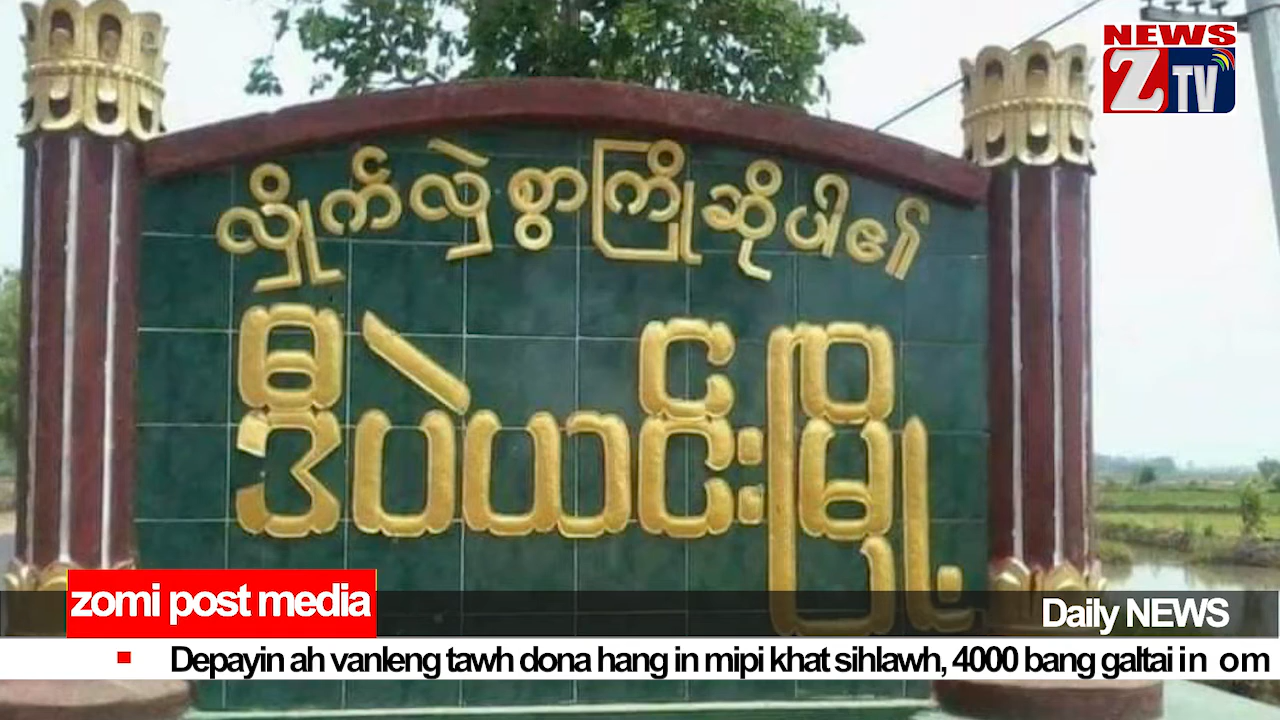 NEWS
Z TV
လှိုက်လှဲစွာကြိုဆိုပါ၏
ဒီပဲယင်းမြို့
zomi post media
Daily NEWS
Depayin ah vanleng tawh dona hang in mipi khat sihlawh, 4000 bang galtai in om